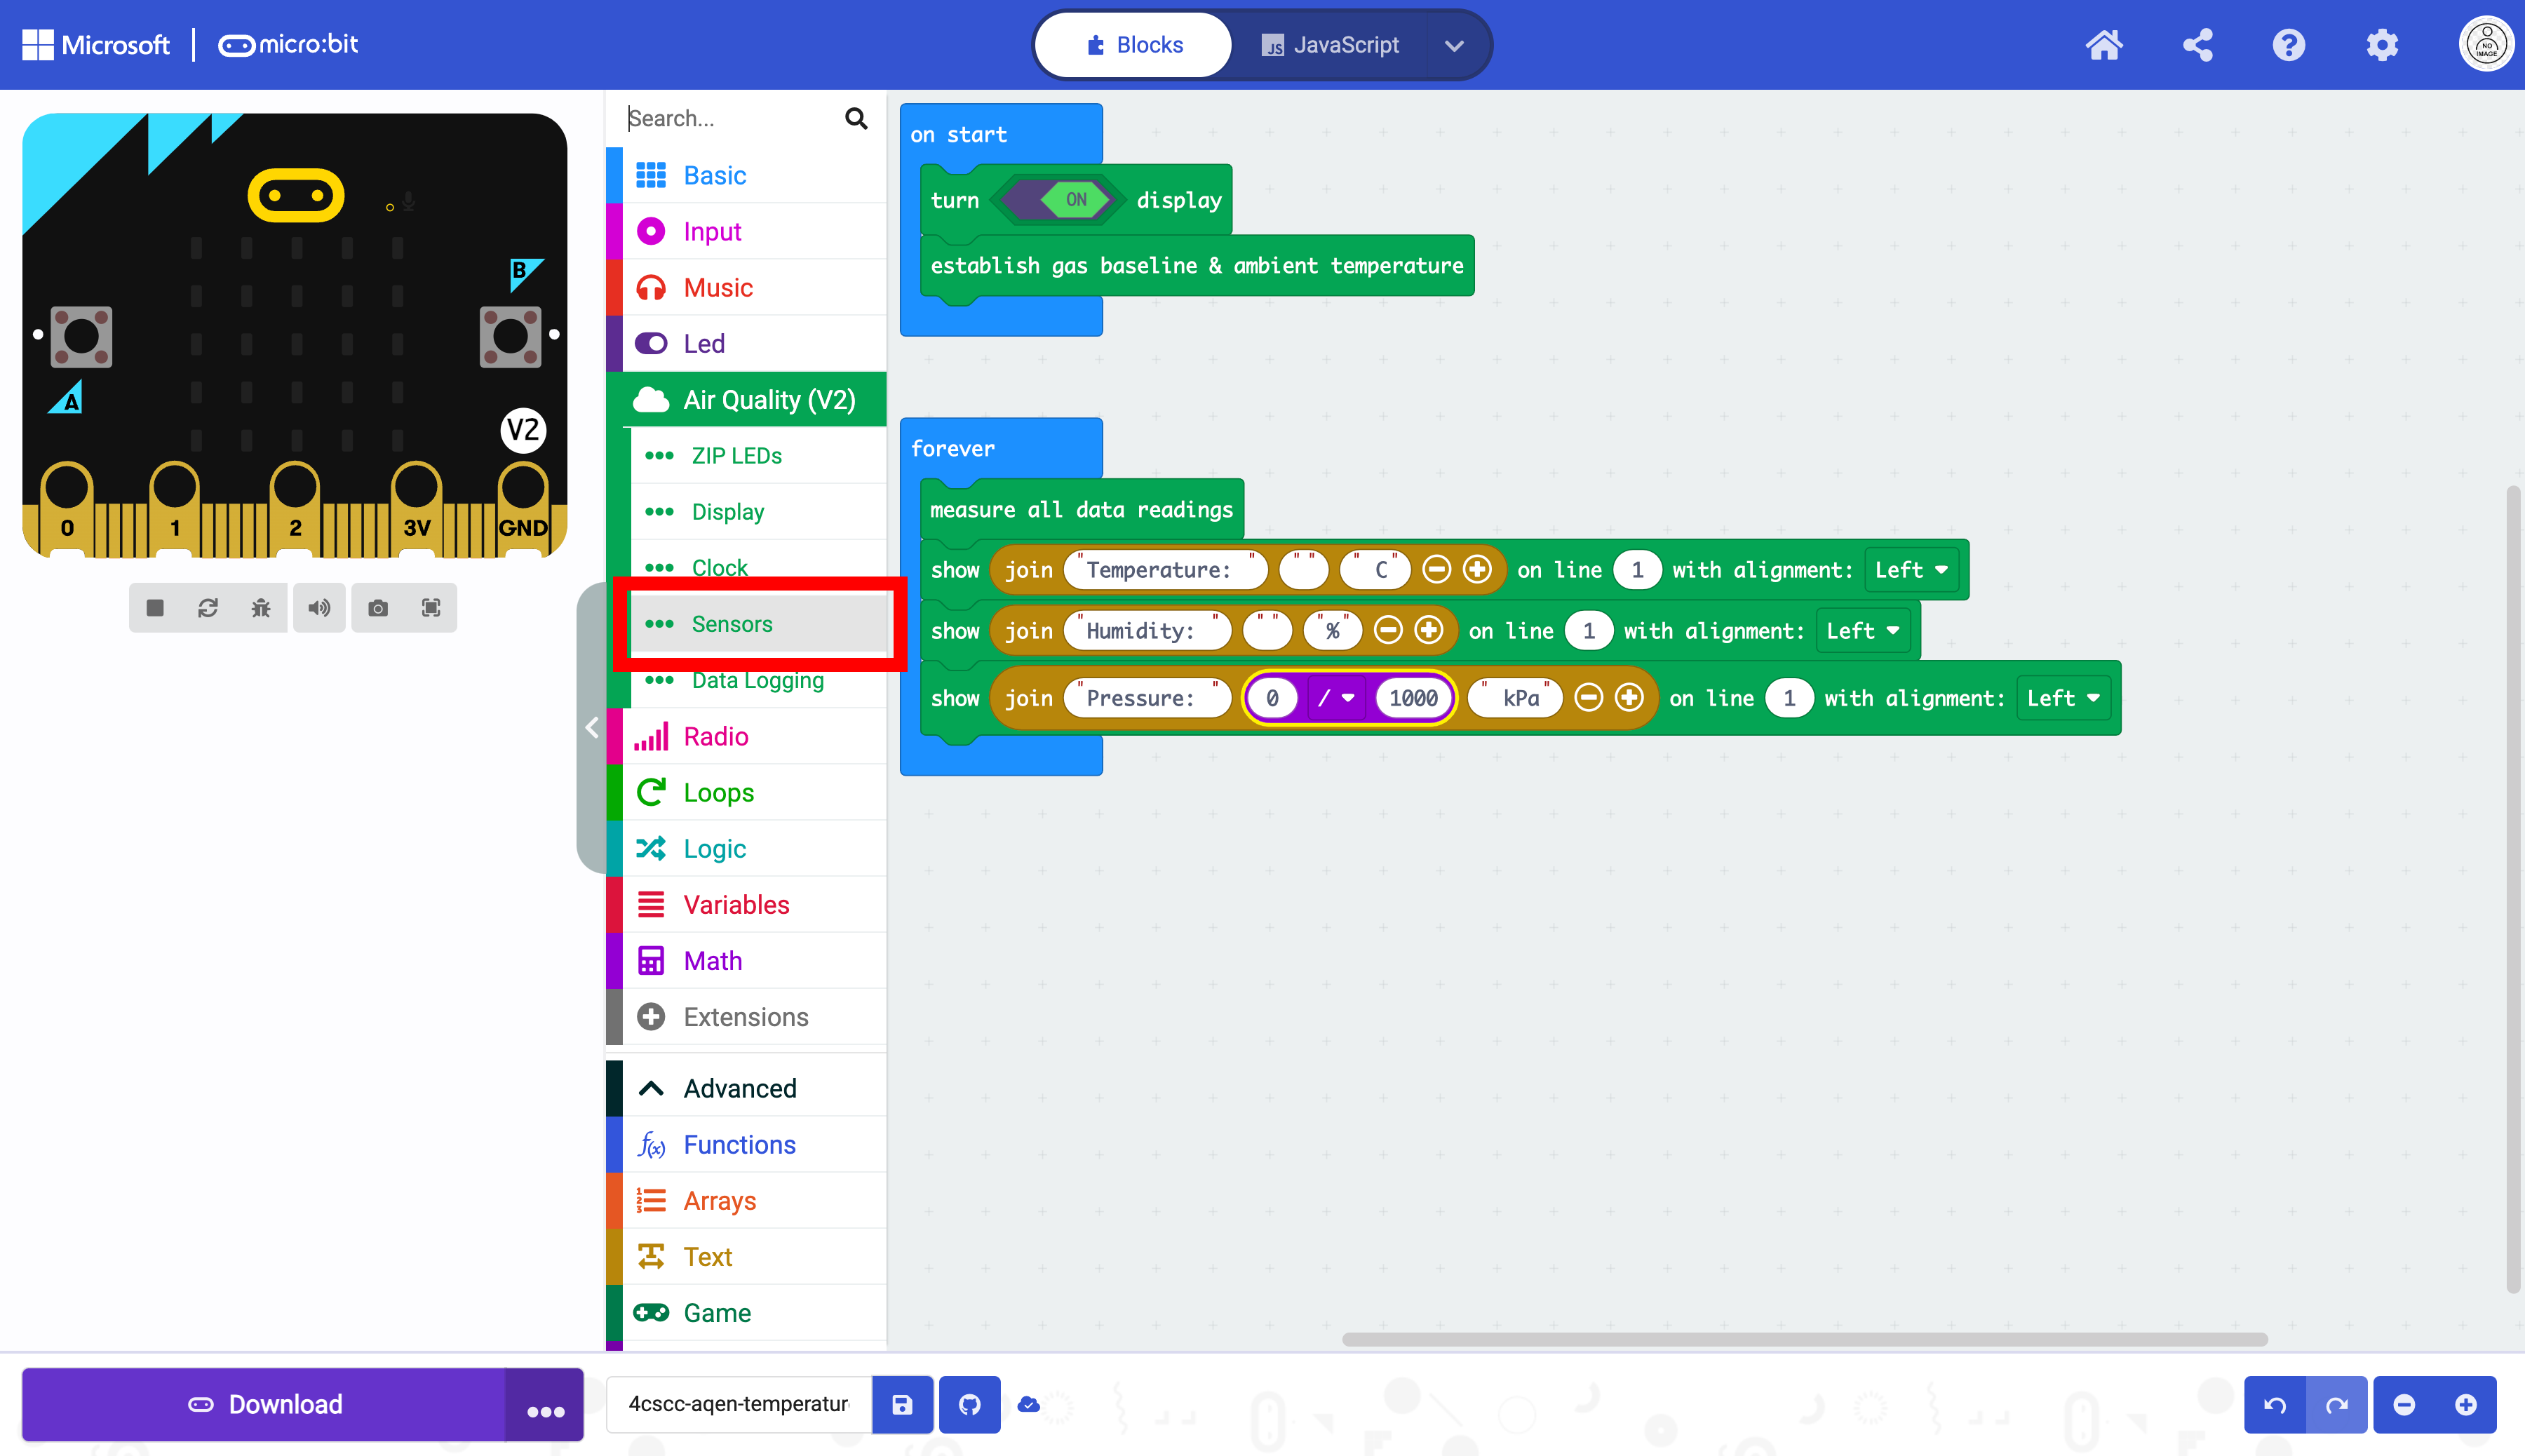 Microsoft | micro:bit
Blocks
JS JavaScript
NO IMAGE
B
A
V2
0 1 2 3V GND
Search...
Basic
Input
Music
Led
Air Quality (V2)
ZIP LEDs
Display
Clock
Sensors
Data Logging
Radio
Loops
Logic
Variables
Math
Extensions
Advanced
f(x) Functions
Arrays
Text
Game
on start
turn ON display
establish gas baseline & ambient temperature
forever
measure all data readings
show join "Temperature: " " " " C" on line 1 with alignment: Left
show join "Humidity: " " " "%" on line 1 with alignment: Left
show join "Pressure: " 0 / 1000 " kPa" on line 1 with alignment: Left
Download
4cscc-aqen-temperatur